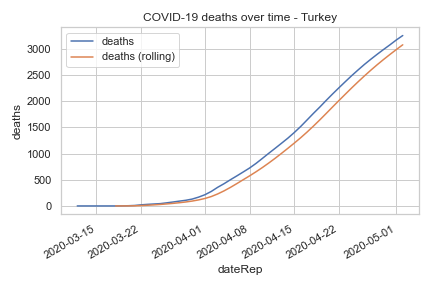 COVID-19 deaths over time - Turkey
deaths
deaths (rolling)
3000
2500
2000
1500
1000
500
0
deaths
2020-03-15
2020-03-22
2020-04-01
2020-04-08
2020-04-15
2020-04-22
2020-05-01
dateRep